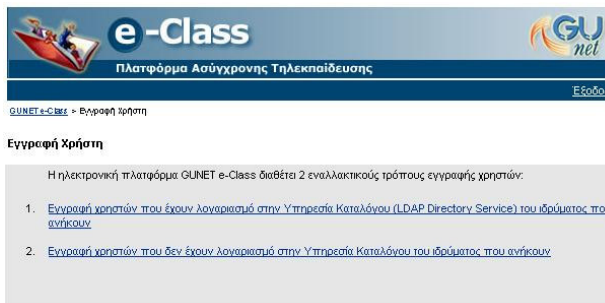 e-Class
GU
net
Πλατφόρμα Ασύγχρονης Τηλεκπαίδευσης
Έξοδο
GUNET e-Class > Εγγραφή Χρήστη
Εγγραφή Χρήστη
Η ηλεκτρονική πλατφόρμα GUNET e-Class διαθέτει 2 εναλλακτικούς τρόπους εγγραφής χρηστών:
1. Εγγραφή χρηστών που έχουν λογαριασμό στην Υπηρεσία Καταλόγου (LDAP Directory Service) του ιδρύματος πο
ανήκουν
2. Εγγραφή χρηστών που δεν έχουν λογαριασμό στην Υπηρεσία Καταλόγου του ιδρύματος που ανήκουν